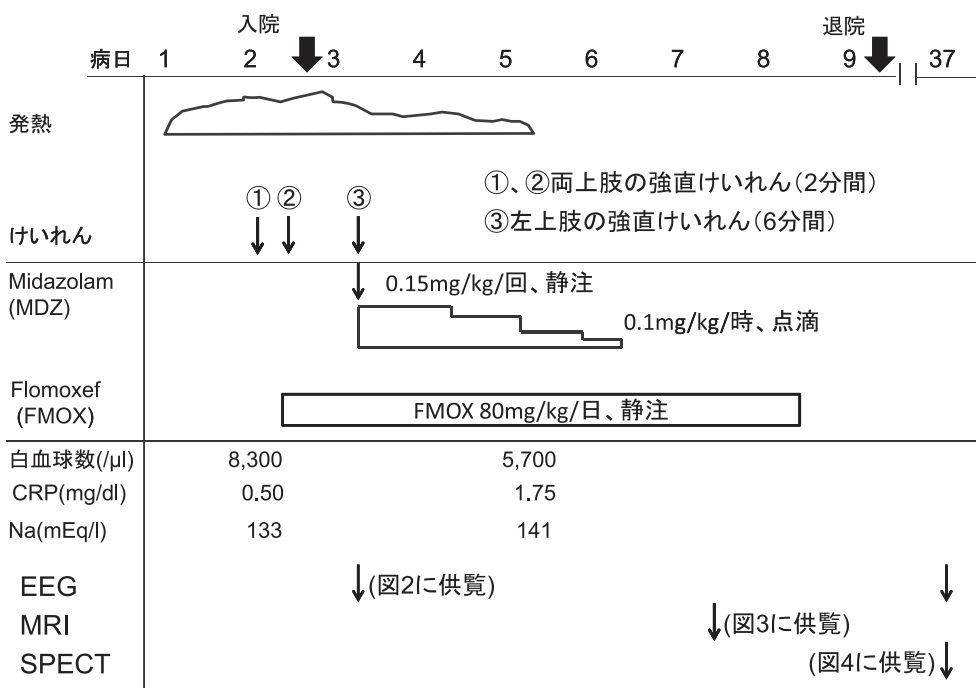 入院 退院
病日 1 2 3 4 5 6 7 8 9 37
発熱
① ② ③ ①、②両上肢の強直けいれん(2分間)
けいれん ③左上肢の強直けいれん(6分間)
Midazolam 0.15mg/kg/回、静注
(MDZ)
0.1mg/kg/時、点滴
Flomoxef
(FMOX) FMOX 80mg/kg/日、静注
白血球数(/μl) 8,300 5,700
CRP(mg/dl) 0.50 1.75
Na(mEq/l) 133 141
EEG (図2に供覧)
MRI (図3に供覧)
SPECT (図4に供覧)